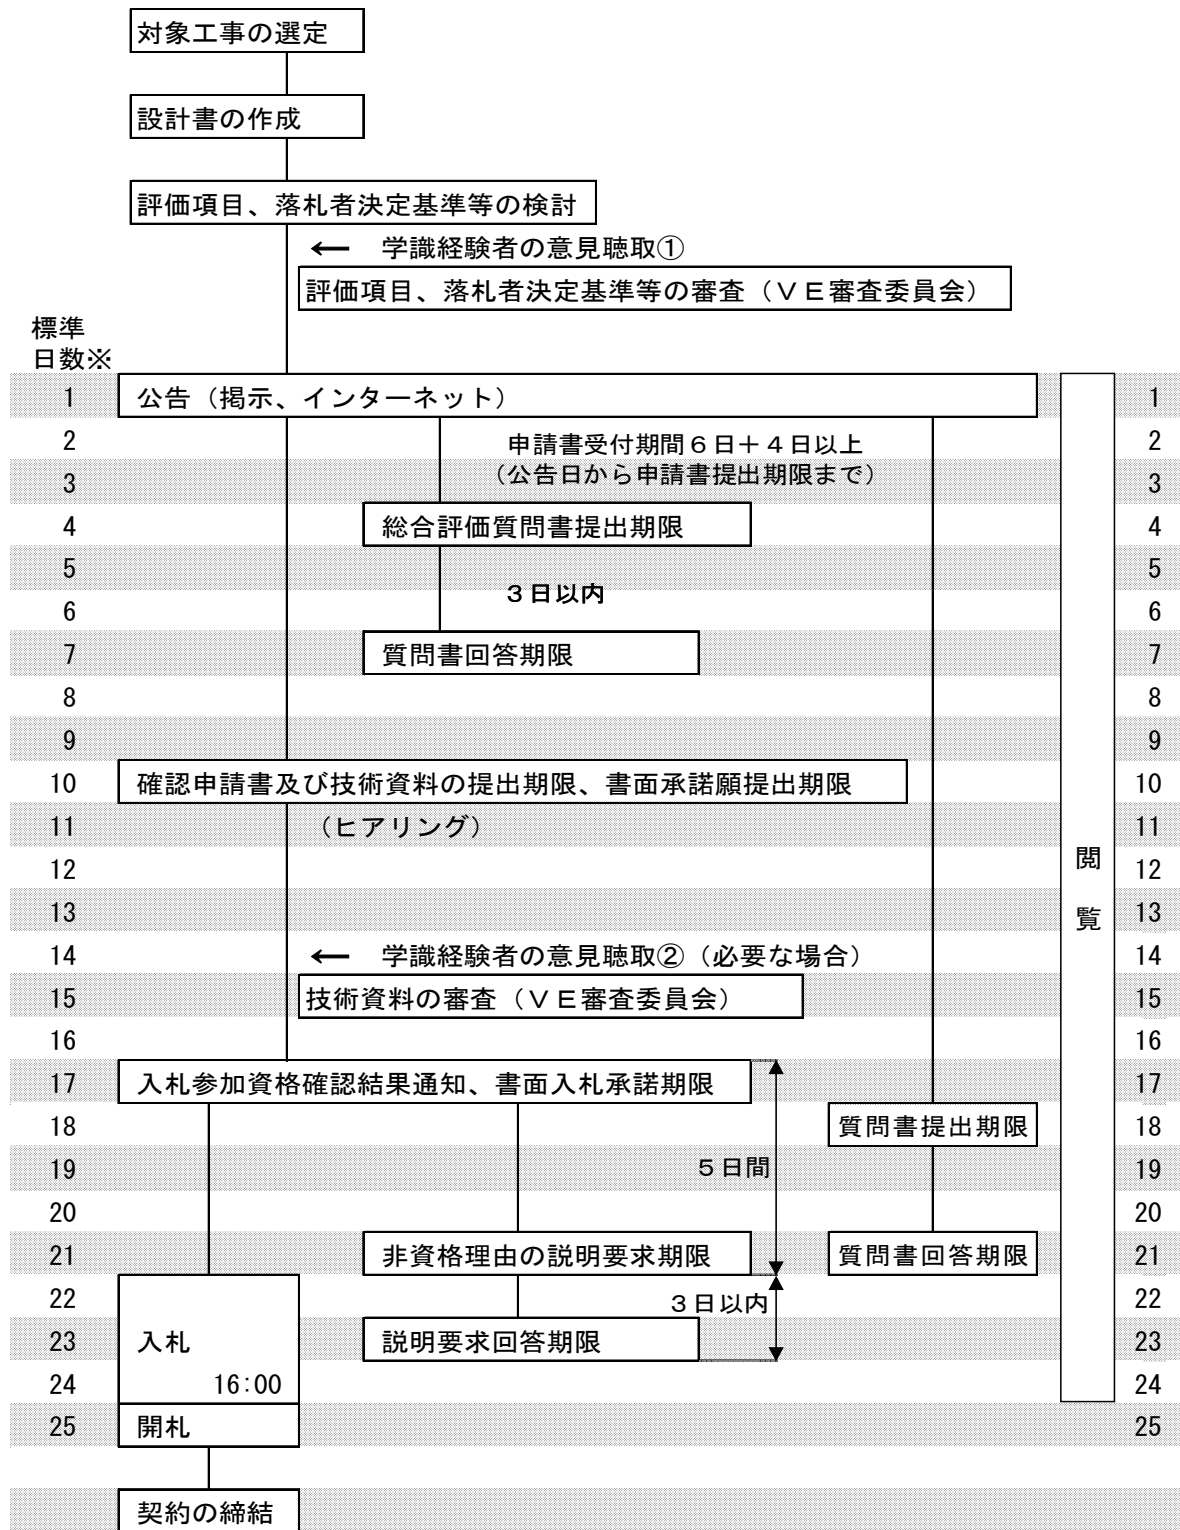 対象工事の選定
設計書の作成
評価項目、落札者決定基準等の検討
← 学識経験者の意見聴取①
評価項目、落札者決定基準等の審査（ＶＥ審査委員会）
標準
日数※
1 公告（掲示、インターネット） 1
2 申請書受付期間６日＋４日以上 2
3 （公告日から申請書提出期限まで） 3
4 総合評価質問書提出期限 4
5 5
３日以内
6 6
7 質問書回答期限 7
8 8
9 9
10 確認申請書及び技術資料の提出期限、書面承諾願提出期限 10
11 （ヒアリング） 11
12 12
閲覧
13 13
14 ← 学識経験者の意見聴取②（必要な場合） 14
15 技術資料の審査（ＶＥ審査委員会） 15
16 16
17 入札参加資格確認結果通知、書面入札承諾期限 17
18 質問書提出期限 18
19 ５日間 19
20 20
21 非資格理由の説明要求期限 質問書回答期限 21
22 ３日以内 22
23 入札 説明要求回答期限 23
24 16:00 24
25 開札 25
契約の締結